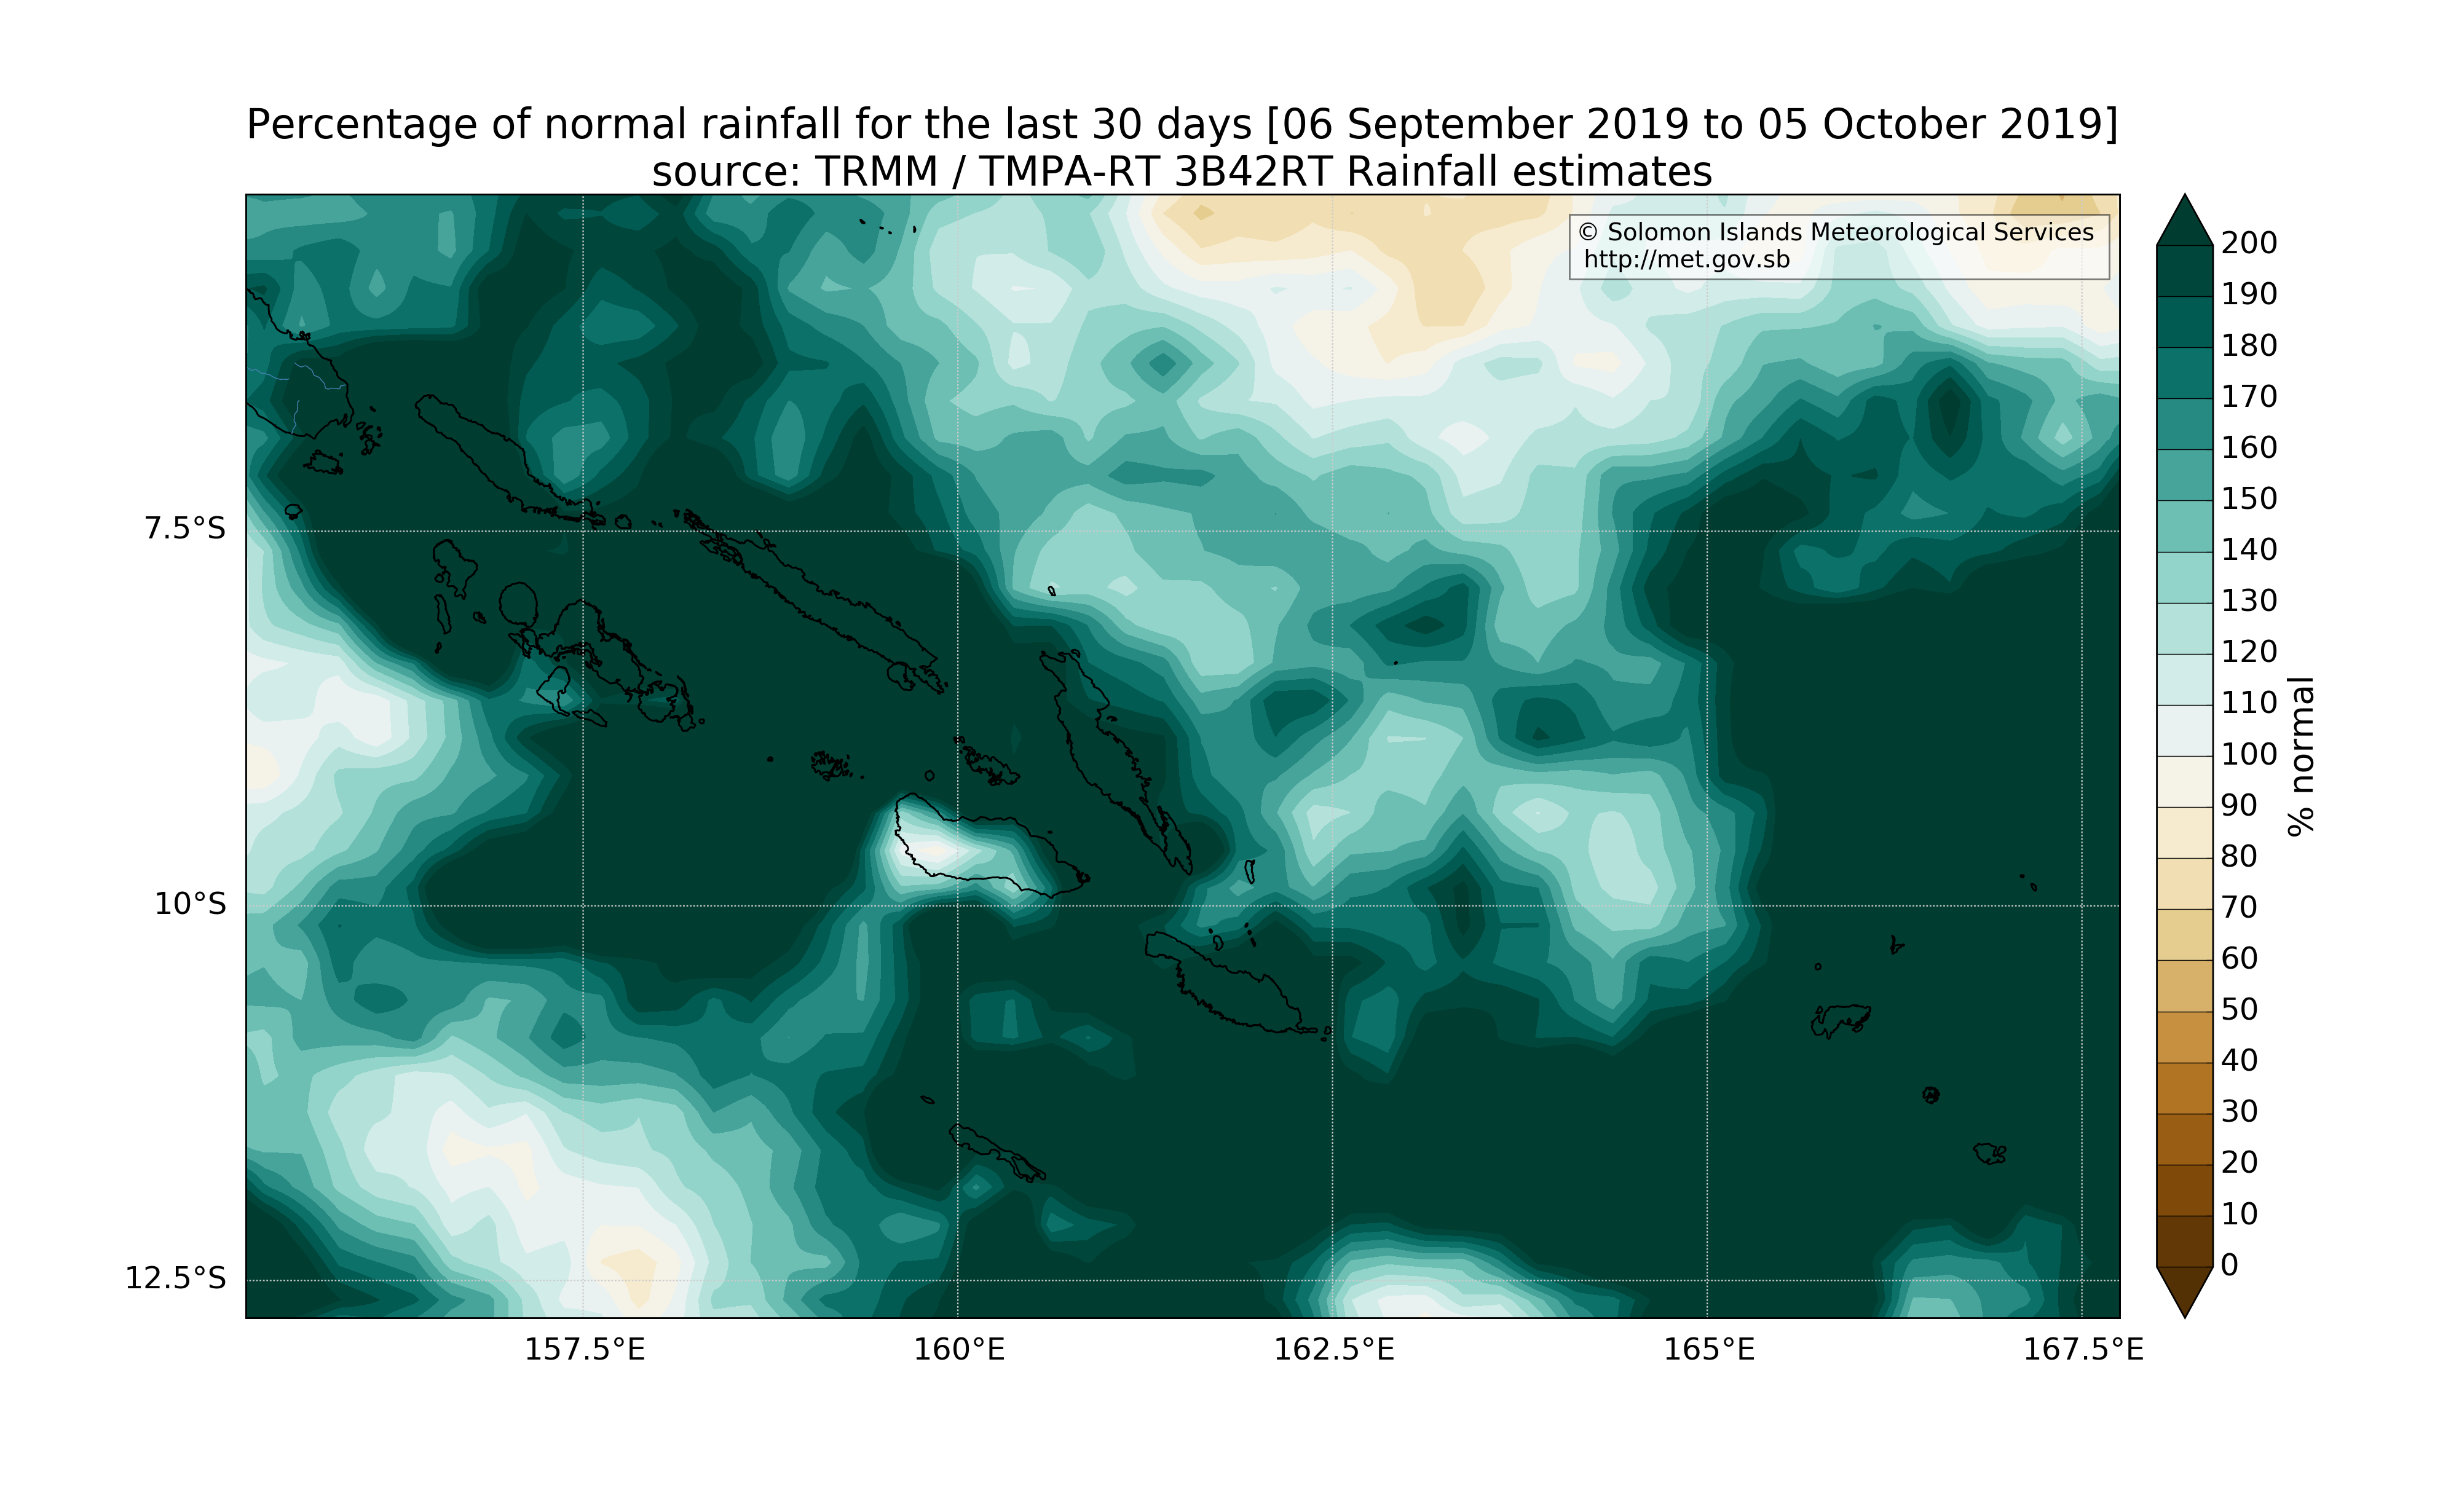 Percentage of normal rainfall for the last 30 days [06 September 2019 to 05 October 2019]
source: TRMM / TMPA-RT 3B42RT Rainfall estimates
© Solomon Islands Meteorological Services
http://met.gov.sb
7.5°S
10°S
12.5°S
157.5°E
160°E
162.5°E
165°E
167.5°E
200
190
180
170
160
150
140
130
120
110
100
90
80
70
60
50
40
30
20
10
0
% normal